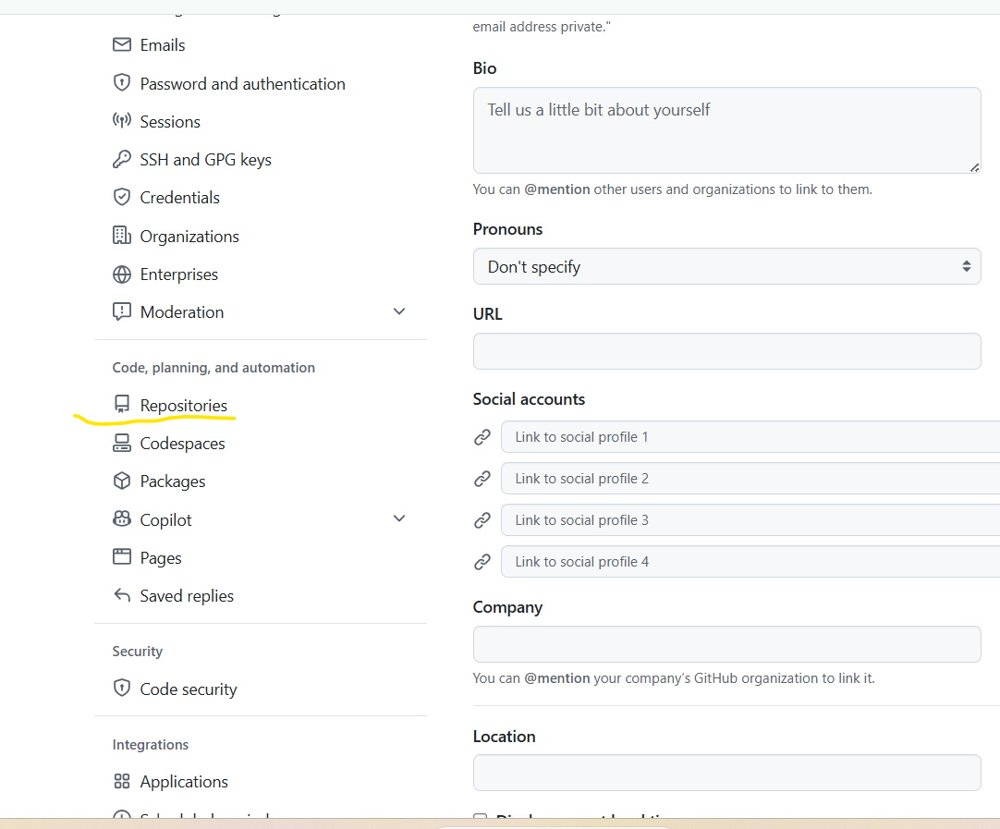 Emails
Password and authentication
Sessions
SSH and GPG keys
Credentials
Organizations
Enterprises
Moderation
Code, planning, and automation
Repositories
Codespaces
Packages
Copilot
Pages
Saved replies
Security
Code security
Integrations
Applications
email address private."
Bio
Tell us a little bit about yourself
You can @mention other users and organizations to link to them.
Pronouns
Don't specify
URL
Social accounts
Link to social profile 1
Link to social profile 2
Link to social profile 3
Link to social profile 4
Company
You can @mention your company’s GitHub organization to link it.
Location